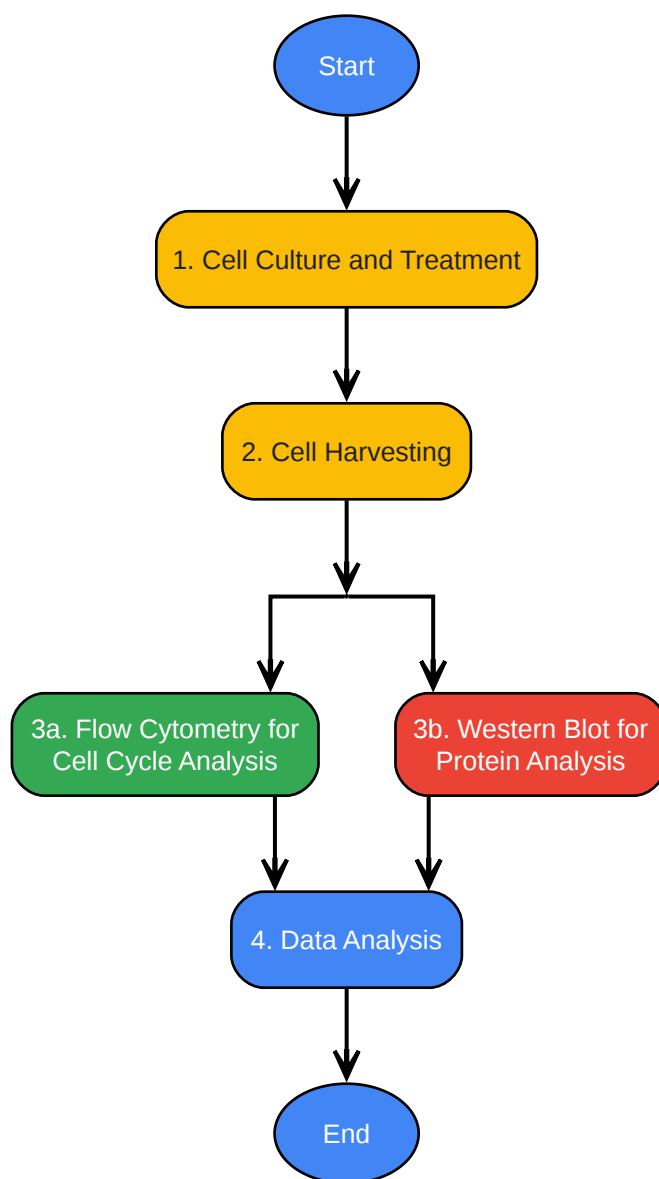 Start
1. Cell Culture and Treatment
2. Cell Harvesting
3a. Flow Cytometry for
Cell Cycle Analysis
3b. Western Blot for
Protein Analysis
4. Data Analysis
End